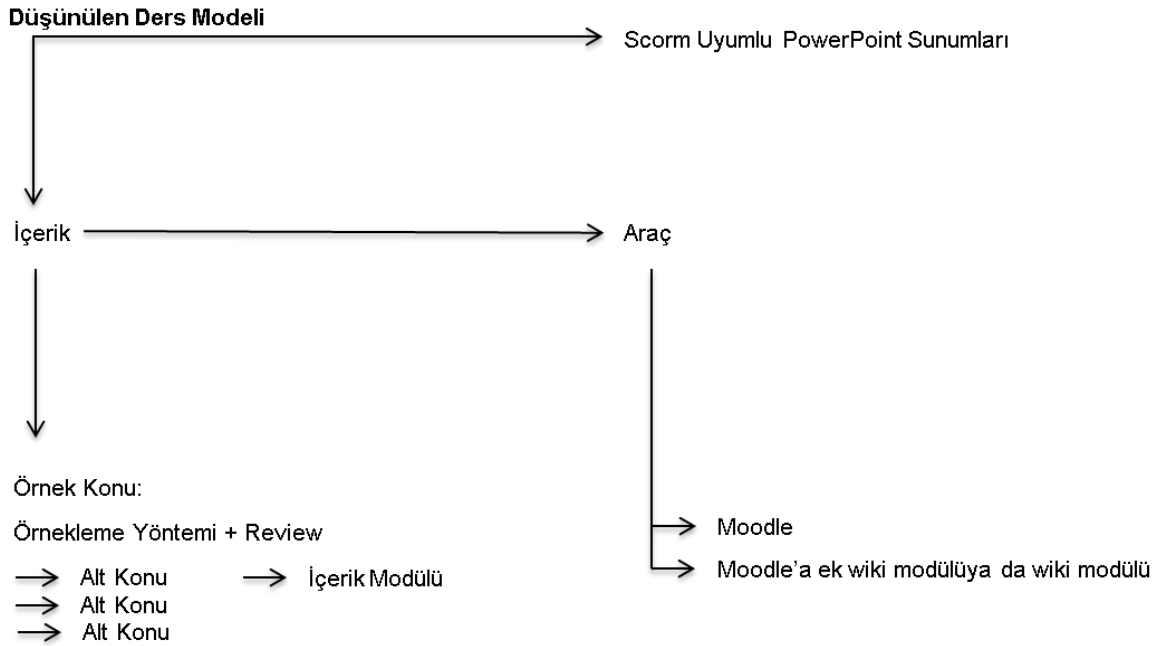 Düşünülen Ders Modeli
Scorm Uyumlu PowerPoint Sunumları
İçerik
Araç
Örnek Konu:
Örnekleme Yöntemi + Review
Alt Konu
İçerik Modülü
Alt Konu
Alt Konu
Moodle
Moodle’a ek wiki modülüya da wiki modülü